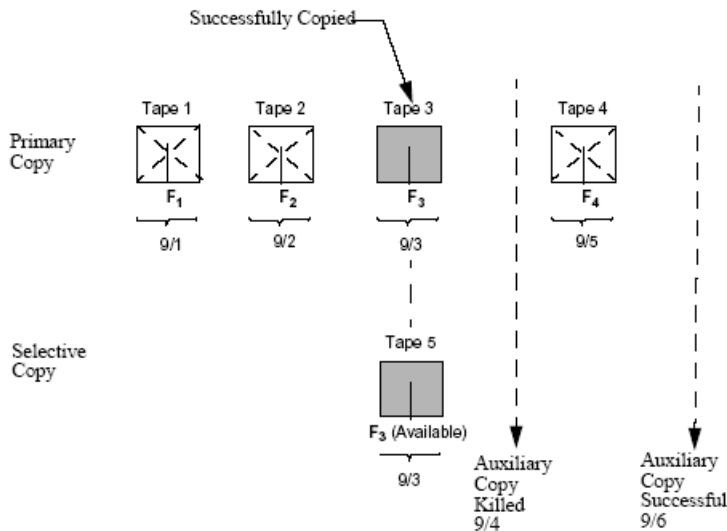 Successfully Copied
Tape 1
Tape 2
Tape 3
Tape 4
Primary
Copy
F1
F2
F3
F4
9/1
9/2
9/3
9/5
Selective
Copy
Tape 5
F3 (Available)
9/3
Auxiliary
Copy
Killed
9/4
Auxiliary
Copy
Successful
9/6